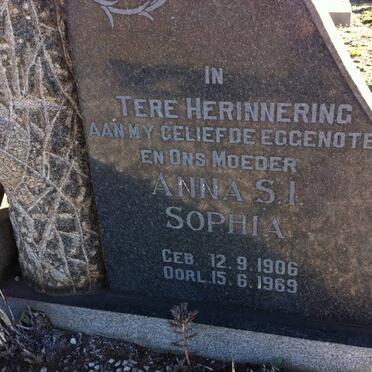 IN
TERE HERINNERING
AAN MY GELIEFDE EGGENOTE
EN ONS MOEDER
ANNA S. I.
SOPHIA
GEB. 12. 9. 1906
OORL. 15. 6. 1969